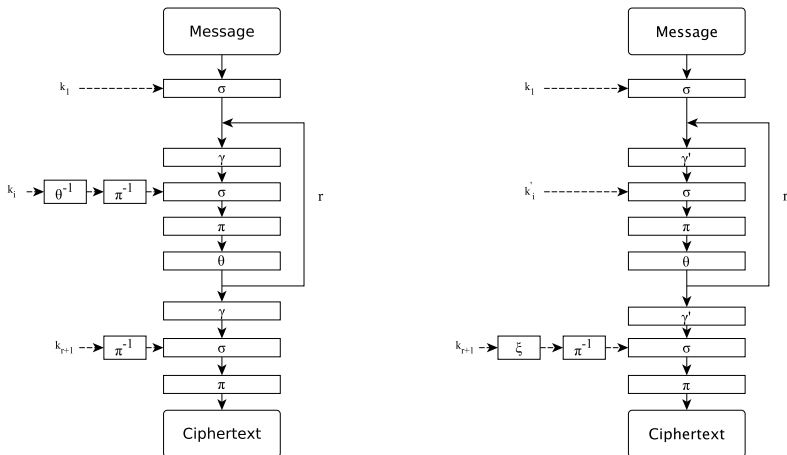 Message
k₁ σ
γ
kᵢ θ⁻¹ π⁻¹ σ
r
π
θ
γ
kᵣ₊₁ π⁻¹ σ
π
Ciphertext
Message
k₁ σ
γ'
k'ᵢ σ
r
π
θ
γ'
kᵣ₊₁ ξ π⁻¹ σ
π
Ciphertext